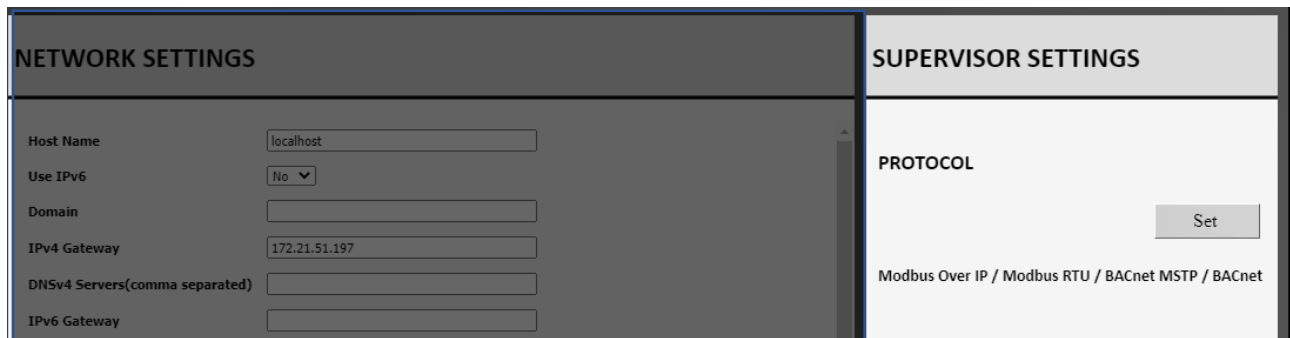 NETWORK SETTINGS
Host Name localhost
Use IPv6 No
Domain
IPv4 Gateway 172.21.51.197
DNSv4 Servers(comma separated)
IPv6 Gateway
SUPERVISOR SETTINGS
PROTOCOL
Set
Modbus Over IP / Modbus RTU / BACnet MSTP / BACnet